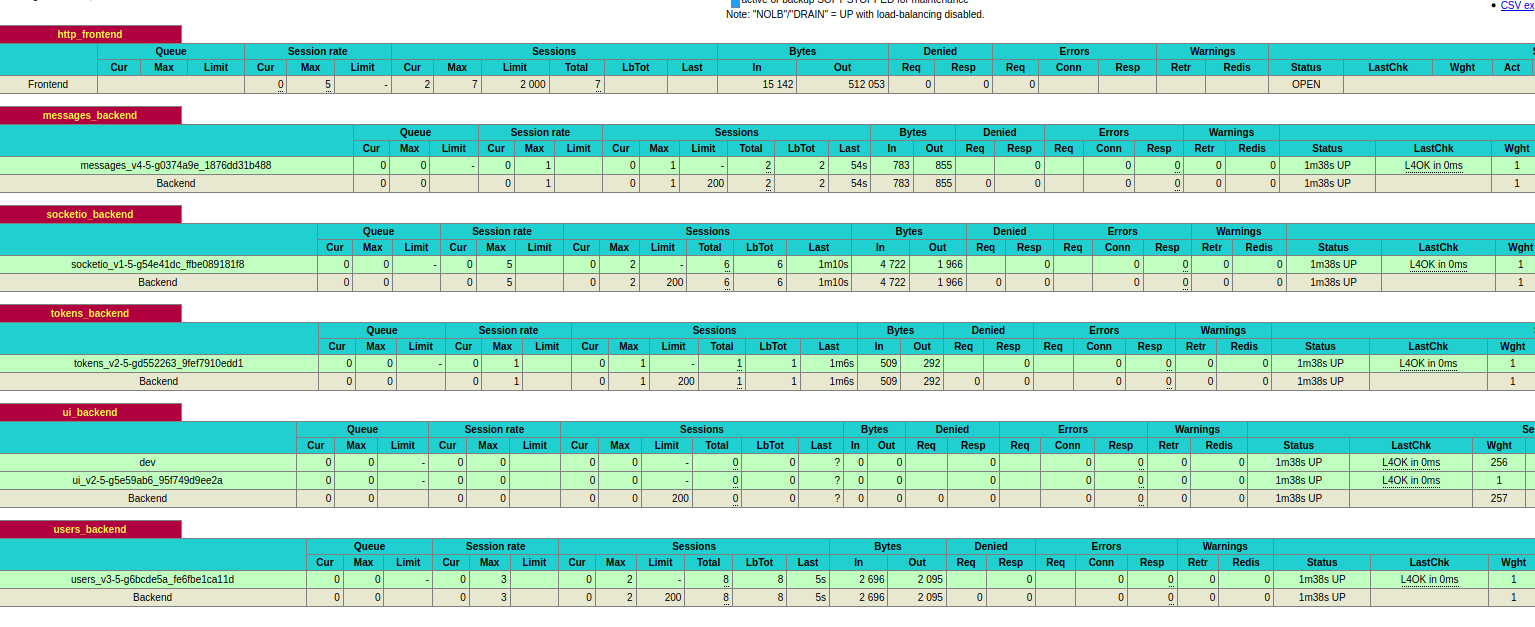 active or backup SOFT STOPPED for maintenance
Note: "NOLB"/"DRAIN" = UP with load-balancing disabled.
• CSV ex
http_frontend
Queue Session rate Sessions Bytes Denied Errors Warnings S
Cur Max Limit Cur Max Limit Cur Max Limit Total LbTot Last In Out Req Resp Req Conn Resp Retr Redis Status LastChk Wght Act
Frontend 0 5 - 2 7 2 000 7 15 142 512 053 0 0 0 OPEN
messages_backend
Queue Session rate Sessions Bytes Denied Errors Warnings
Cur Max Limit Cur Max Limit Cur Max Limit Total LbTot Last In Out Req Resp Req Conn Resp Retr Redis Status LastChk Wght
messages_v4-5-g0374a9e_1876dd31b488 0 0 - 0 1 0 1 - 2 2 54s 783 855 0 0 0 0 0 1m38s UP L4OK in 0ms 1
Backend 0 0 0 1 0 1 200 2 2 54s 783 855 0 0 0 0 0 0 1m38s UP 1
socketio_backend
Queue Session rate Sessions Bytes Denied Errors Warnings
Cur Max Limit Cur Max Limit Cur Max Limit Total LbTot Last In Out Req Resp Req Conn Resp Retr Redis Status LastChk Wght
socketio_v1-5-g54e41dc_ffbe089181f8 0 0 - 0 5 0 2 - 6 6 1m10s 4 722 1 966 0 0 0 0 0 1m38s UP L4OK in 0ms 1
Backend 0 0 0 5 0 2 200 6 6 1m10s 4 722 1 966 0 0 0 0 0 0 1m38s UP 1
tokens_backend
Queue Session rate Sessions Bytes Denied Errors Warnings S
Cur Max Limit Cur Max Limit Cur Max Limit Total LbTot Last In Out Req Resp Req Conn Resp Retr Redis Status LastChk Wght
tokens_v2-5-gd552263_9fef7910edd1 0 0 - 0 1 0 1 - 1 1 1m6s 509 292 0 0 0 0 0 1m38s UP L4OK in 0ms 1
Backend 0 0 0 1 0 1 200 1 1 1m6s 509 292 0 0 0 0 0 0 1m38s UP 1
ui_backend
Queue Session rate Sessions Bytes Denied Errors Warnings Se
Cur Max Limit Cur Max Limit Cur Max Limit Total LbTot Last In Out Req Resp Req Conn Resp Retr Redis Status LastChk Wght
dev 0 0 - 0 0 0 0 - 0 0 ? 0 0 0 0 0 0 0 1m38s UP L4OK in 0ms 256
ui_v2-5-g5e59ab6_95f749d9ee2a 0 0 - 0 0 0 0 - 0 0 ? 0 0 0 0 0 0 0 1m38s UP L4OK in 0ms 1
Backend 0 0 0 0 0 0 200 0 0 ? 0 0 0 0 0 0 0 0 1m38s UP 257
users_backend
Queue Session rate Sessions Bytes Denied Errors Warnings
Cur Max Limit Cur Max Limit Cur Max Limit Total LbTot Last In Out Req Resp Req Conn Resp Retr Redis Status LastChk Wght
users_v3-5-g6bcde5a_fe6fbe1ca11d 0 0 - 0 3 0 2 - 8 8 5s 2 696 2 095 0 0 0 0 0 1m38s UP L4OK in 0ms 1
Backend 0 0 0 3 0 2 200 8 8 5s 2 696 2 095 0 0 0 0 0 0 1m38s UP 1